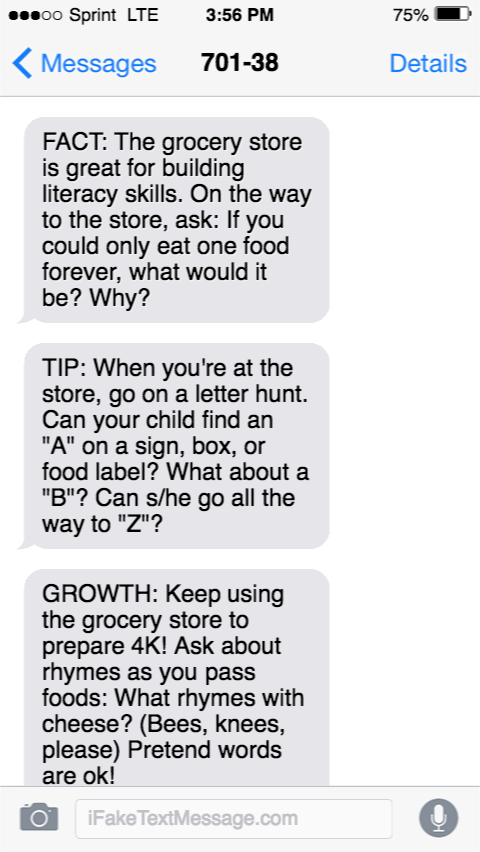 Sprint LTE 3:56 PM 75%
Messages 701-38 Details
FACT: The grocery store
is great for building
literacy skills. On the way
to the store, ask: If you
could only eat one food
forever, what would it
be? Why?
TIP: When you're at the
store, go on a letter hunt.
Can your child find an
"A" on a sign, box, or
food label? What about a
"B"? Can s/he go all the
way to "Z"?
GROWTH: Keep using
the grocery store to
prepare 4K! Ask about
rhymes as you pass
foods: What rhymes with
cheese? (Bees, knees,
please) Pretend words
are ok!
iFakeTextMessage.com